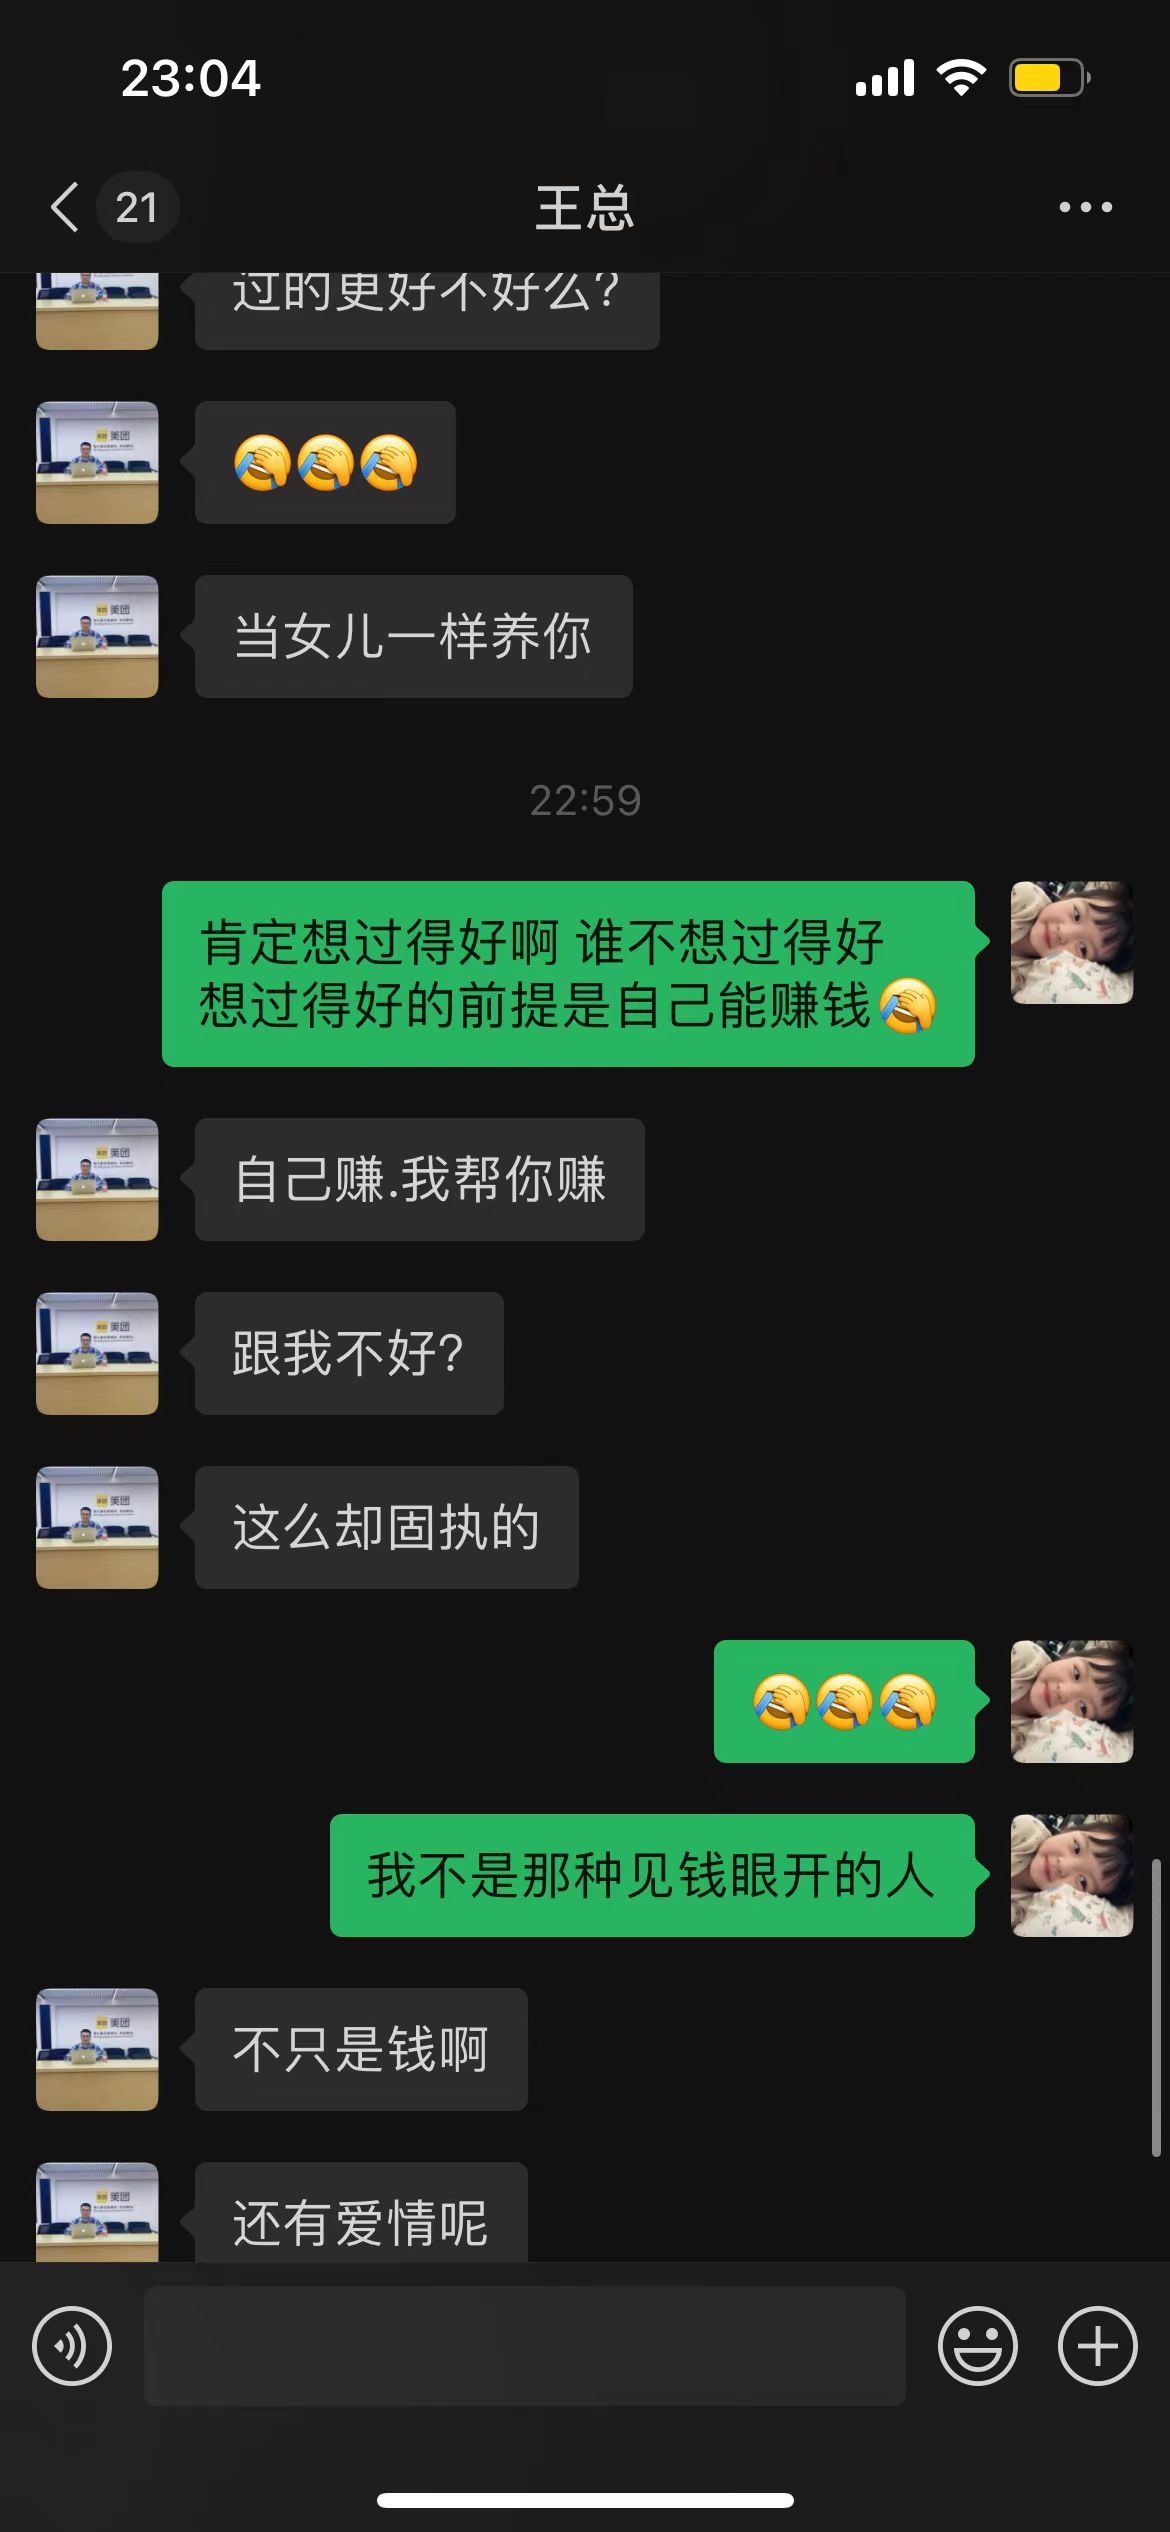 23:04
21
王总
过的更好不好么?
🤦🤦🤦
当女儿一样养你
22:59
肯定想过得好啊 谁不想过得好
想过得好的前提是自己能赚钱
自己赚.我帮你赚
跟我不好?
这么却固执的
我不是那种见钱眼开的人
不只是钱啊
还有爱情呢
美团